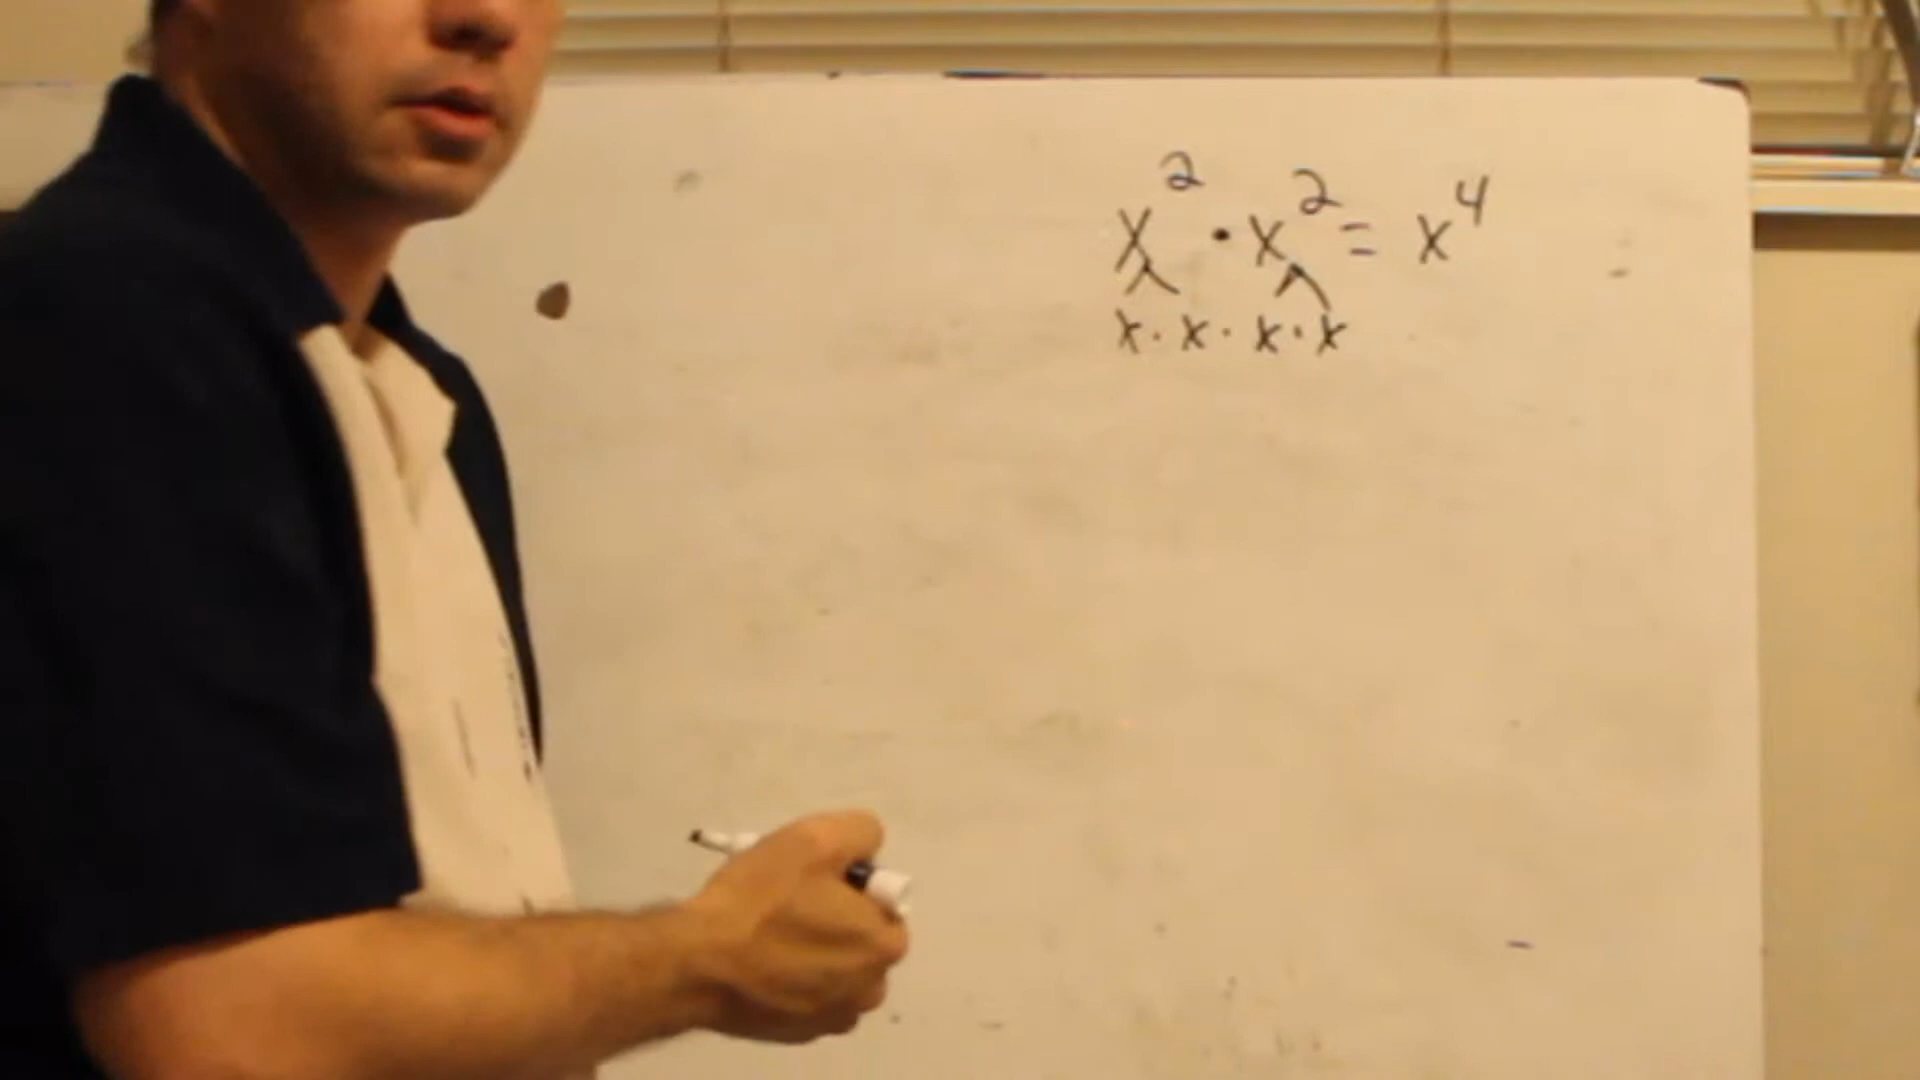 x² · x² = x⁴
x · x · x · x